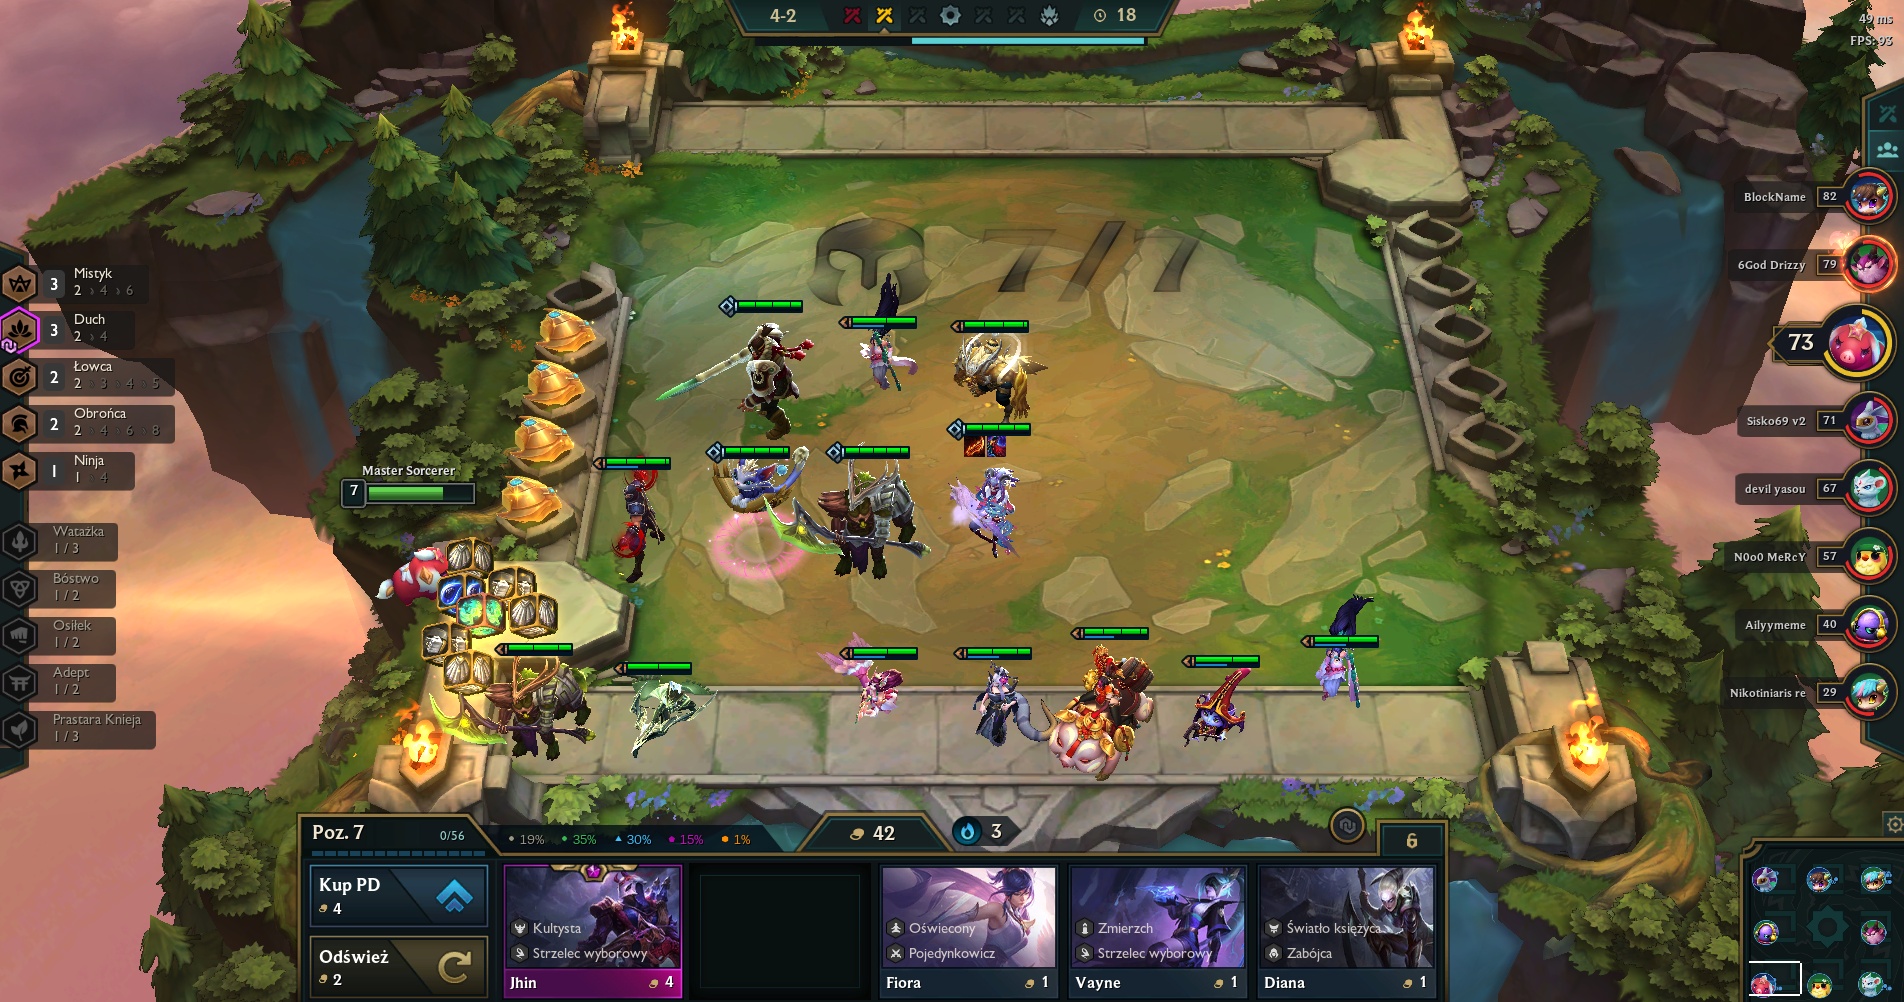 4-2
18
49 ms
FPS: 93
7/7
BlockName 82
6God Drizzy 79
73
Sisko69 v2 71
devil yasou 67
N0o0 MeRcY 57
Ailyymeme 40
Nikotiniaris re 29
3 Mistyk
2 › 4 › 6
3 Duch
2 › 4
2 Łowca
2 › 3 › 4 › 5
2 Obrońca
2 › 4 › 6 › 8
1 Ninja
1 › 4
Watażka
1 / 3
Bóstwo
1 / 2
Osiłek
1 / 2
Adept
1 / 2
Prastara Knieja
1 / 3
Master Sorcerer
7
Poz. 7
0/56
19% 35% 30% 15% 1%
42
3
6
Kup PD
4
Odśwież
2
Kultysta
Strzelec wyborowy
Jhin 4
Oświecony
Pojedynkowicz
Fiora 1
Zmierzch
Strzelec wyborowy
Vayne 1
Światło księżyca
Zabójca
Diana 1